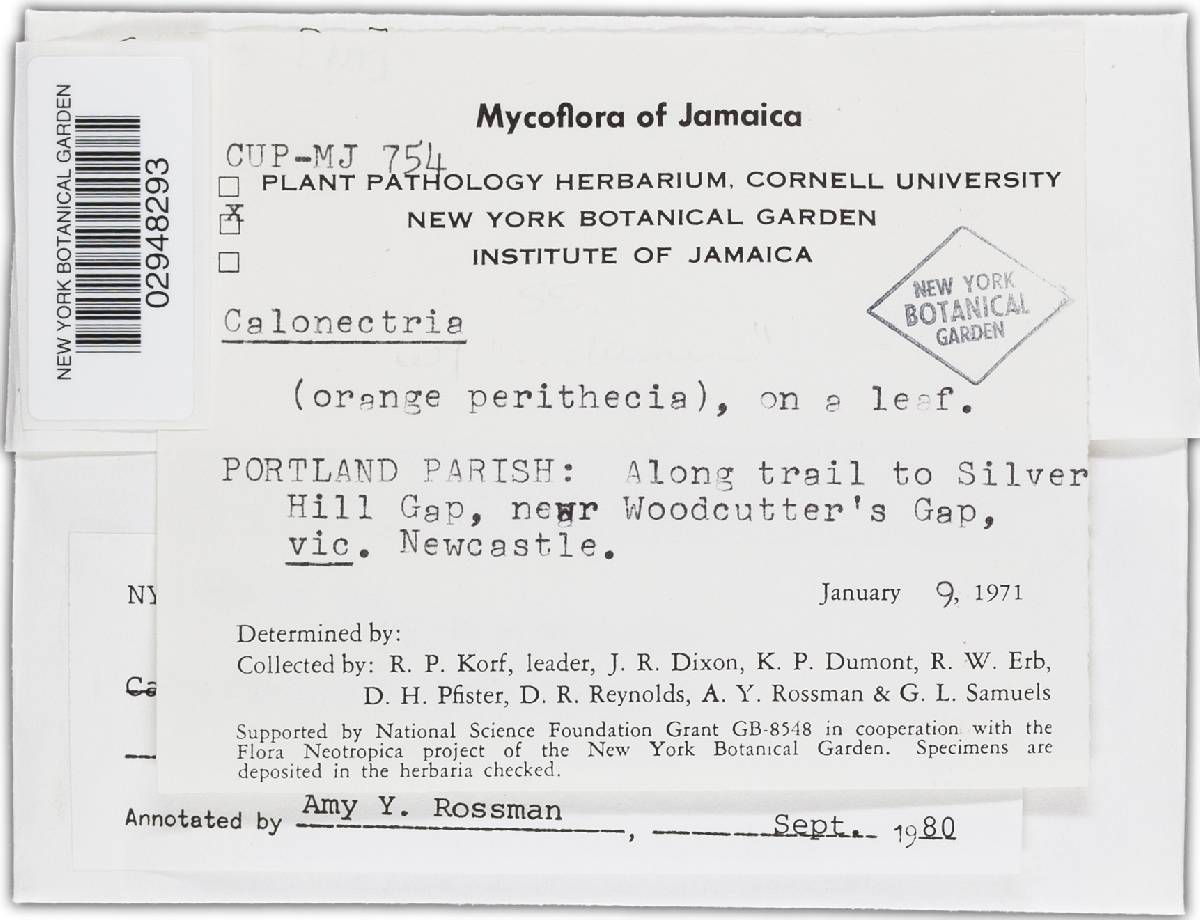 NEW YORK BOTANICAL GARDEN
02948293
Mycoflora of Jamaica
CUP-MJ 754
PLANT PATHOLOGY HERBARIUM, CORNELL UNIVERSITY
X
NEW YORK BOTANICAL GARDEN
INSTITUTE OF JAMAICA
NEW YORK
BOTANICAL
GARDEN
Calonectria
(orange perithecia), on a leaf.
PORTLAND PARISH: Along trail to Silver
Hill Gap, near Woodcutter's Gap,
vic. Newcastle.
January 9, 1971
Determined by:
Collected by: R. P. Korf, leader, J. R. Dixon, K. P. Dumont, R. W. Erb,
D. H. Pfister, D. R. Reynolds, A. Y. Rossman & G. L. Samuels
Supported by National Science Foundation Grant GB-8548 in cooperation with the
Flora Neotropica project of the New York Botanical Garden. Specimens are
deposited in the herbaria checked.
NY
Ca
Annotated by Amy Y. Rossman, Sept. 1980